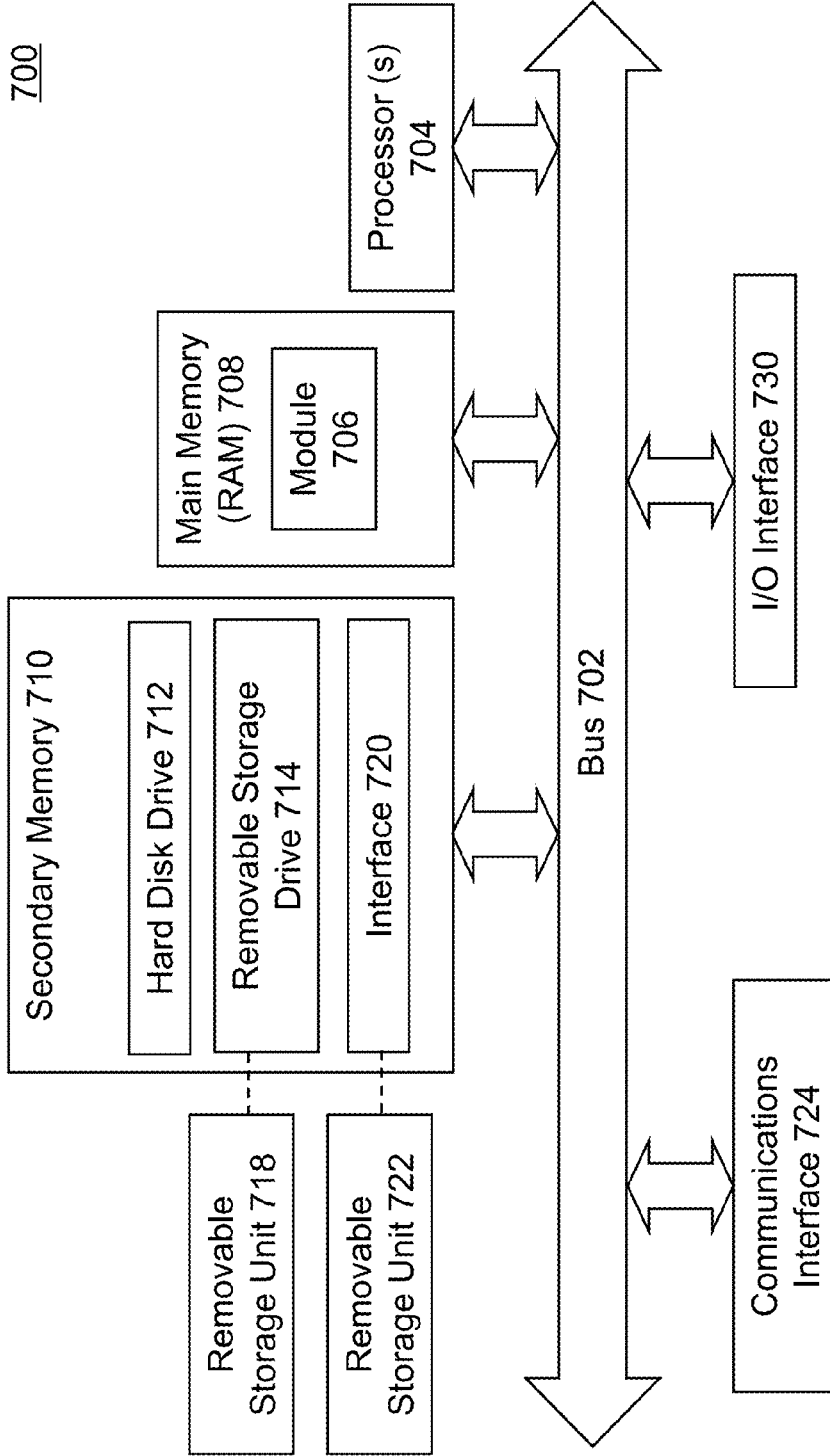 700
Secondary Memory 710
Hard Disk Drive 712
Removable Storage
Drive 714
Interface 720
Removable
Storage Unit 718
Removable
Storage Unit 722
Main Memory
(RAM) 708
Module
706
Processor (s)
704
Bus 702
Communications
Interface 724
I/O Interface 730